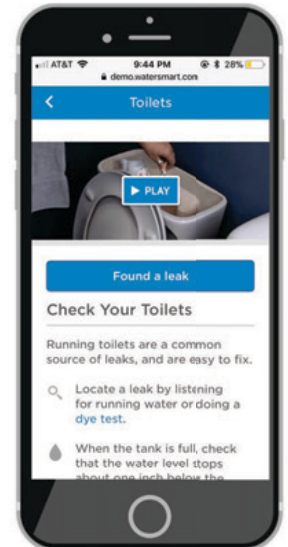 AT&T 9:44 PM 28%
demo.watersmart.com
Toilets
PLAY
Found a leak
Check Your Toilets
Running toilets are a common
source of leaks, and are easy to fix.
Locate a leak by listening
for running water or doing a
dye test.
When the tank is full, check
that the water level stops
about one inch below the